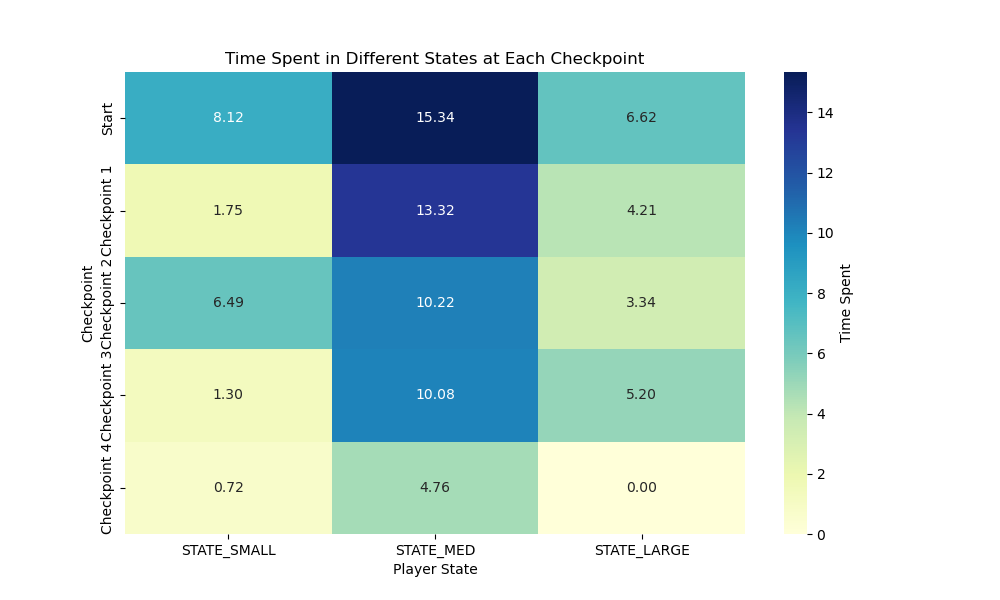 Time Spent in Different States at Each Checkpoint
Checkpoint
Start
8.12 15.34 6.62
Checkpoint 1
1.75 13.32 4.21
Checkpoint 2
6.49 10.22 3.34
Checkpoint 3
1.30 10.08 5.20
Checkpoint 4
0.72 4.76 0.00
STATE_SMALL STATE_MED STATE_LARGE
Player State
14
12
10
8
6
4
2
0
Time Spent